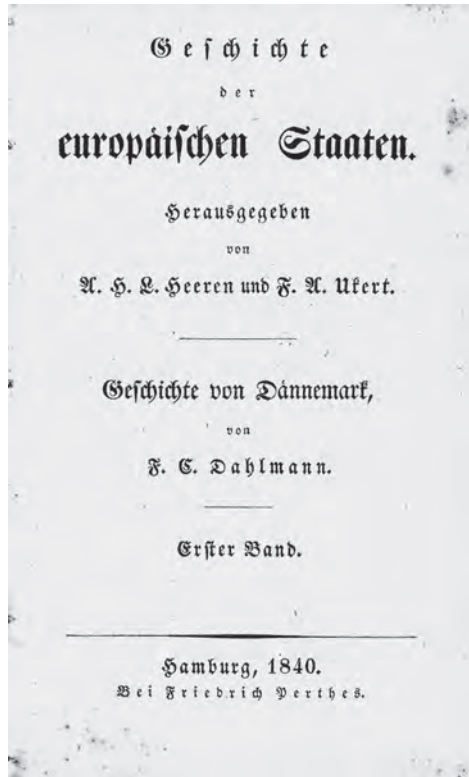 Geſchichte
der
europäiſchen Staaten.
Herausgegeben
von
A. H. L. Heeren und F. A. Ukert.
Geſchichte von Dännemark,
von
F. C. Dahlmann.
Erſter Band.
Hamburg, 1840.
Bei Friedrich Perthes.